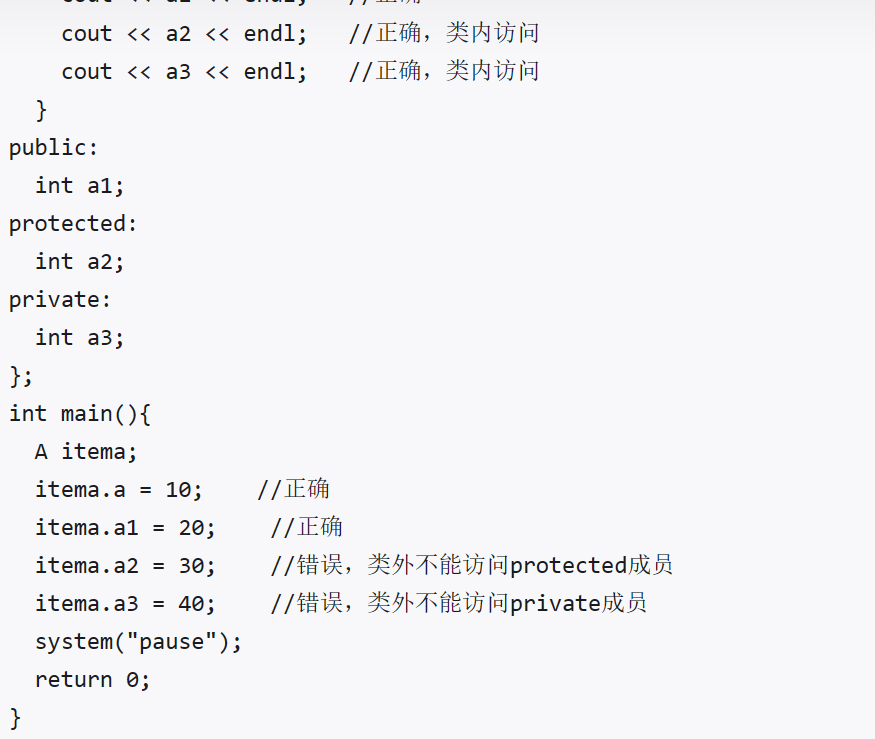 cout << a2 << endl;   //正确，类内访问
cout << a3 << endl;   //正确，类内访问
}
public:
int a1;
protected:
int a2;
private:
int a3;
};
int main(){
A itema;
itema.a = 10;    //正确
itema.a1 = 20;    //正确
itema.a2 = 30;    //错误，类外不能访问protected成员
itema.a3 = 40;    //错误，类外不能访问private成员
system("pause");
return 0;
}